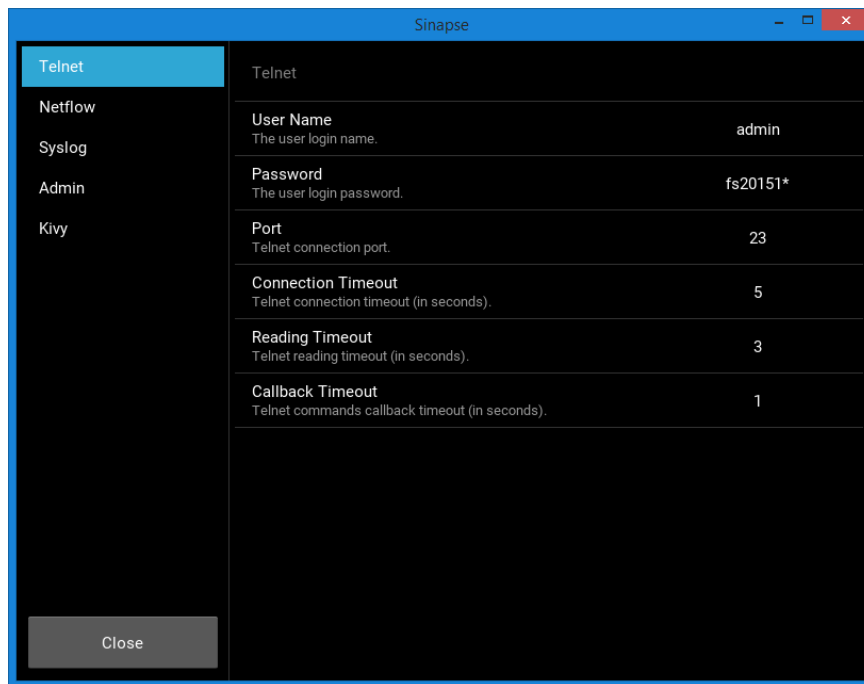 Sinapse
Telnet
Netflow
Syslog
Admin
Kivy
Close
Telnet
User Name
The user login name.
admin
Password
The user login password.
fs20151*
Port
Telnet connection port.
23
Connection Timeout
Telnet connection timeout (in seconds).
5
Reading Timeout
Telnet reading timeout (in seconds).
3
Callback Timeout
Telnet commands callback timeout (in seconds).
1